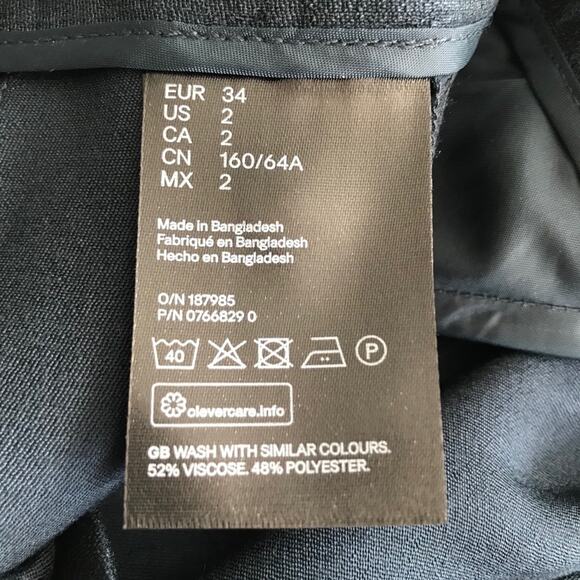 EUR 34
US 2
CA 2
CN 160/64A
MX 2
Made in Bangladesh
Fabriqué en Bangladesh
Hecho en Bangladesh
O/N 187985
P/N 0766829 0
40 P
clevercare.info
GB WASH WITH SIMILAR COLOURS.
52% VISCOSE. 48% POLYESTER.